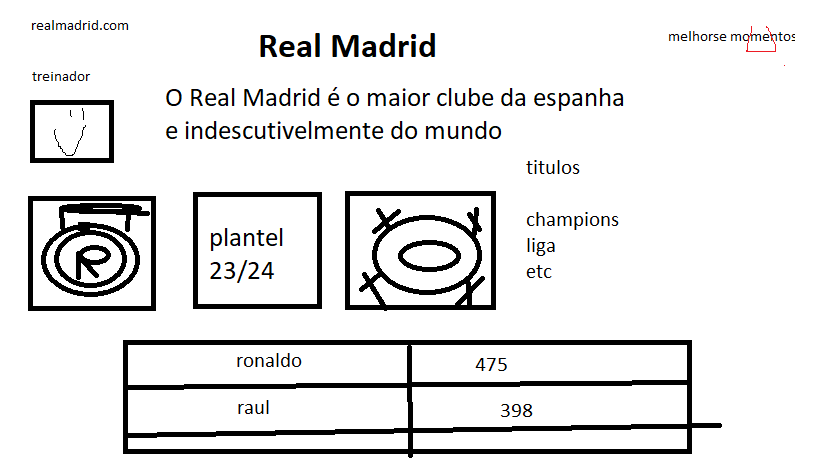 realmadrid.com
Real Madrid
melhorse momentos
treinador
O Real Madrid é o maior clube da espanha
e indescutivelmente do mundo
titulos
R
plantel
23/24
champions
liga
etc
ronaldo 475
raul 398